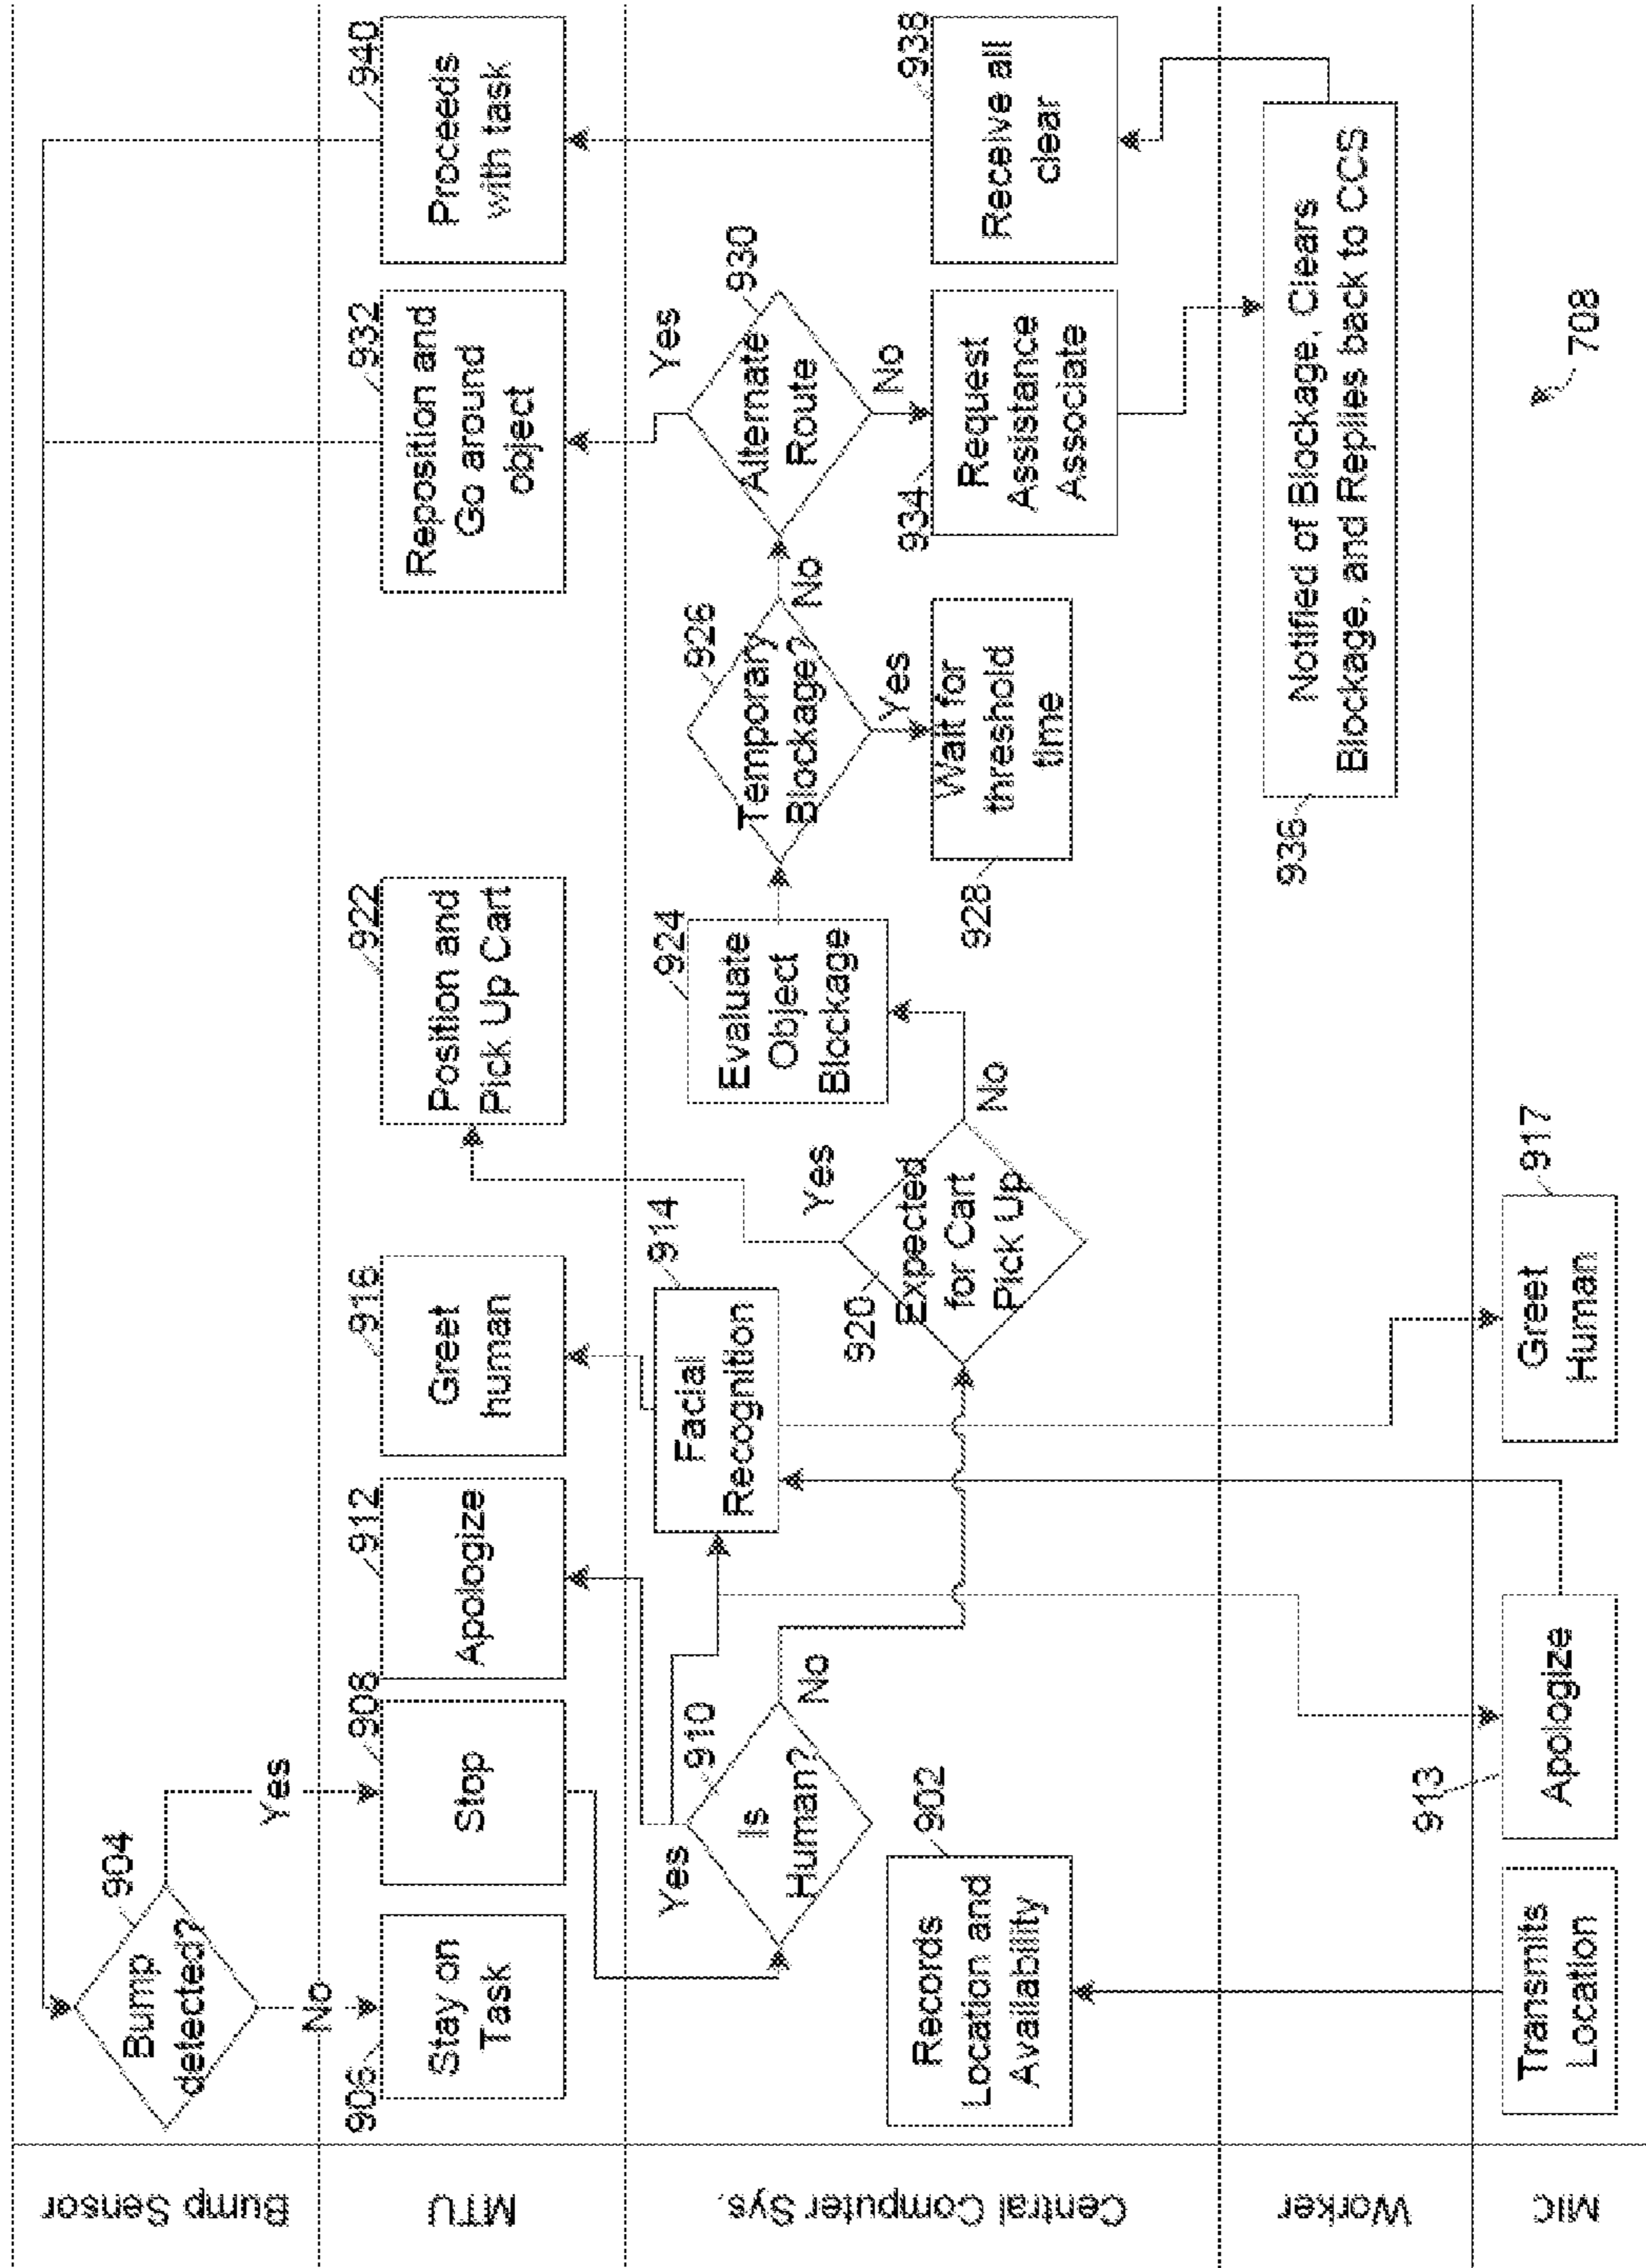 Bump Sensor
Bump
detected?
904
Yes
No
MTU
906
Stay on
Task
908
Stop
912
Apologize
916
Greet
human
922
Position and
Pick Up Cart
932
Reposition and
Go around
object
940
Proceeds
with task
Central Computer Sys.
Yes
910
Is
Human?
No
902
Records
Location and
Availability
914
Facial
Recognition
920
Expected
for Cart
Pick Up
Yes
No
924
Evaluate
Object
Blockage
926
Temporary
Blockage?
No
Yes
928
Wait for
threshold
time
930
Alternate
Route
Yes
No
934
Request
Assistance
Associate
938
Receive all
clear
Worker
936
Notified of Blockage, Clears
Blockage, and Replies back to CCS
MIC
Transmits
Location
913
Apologize
917
Greet
Human
708